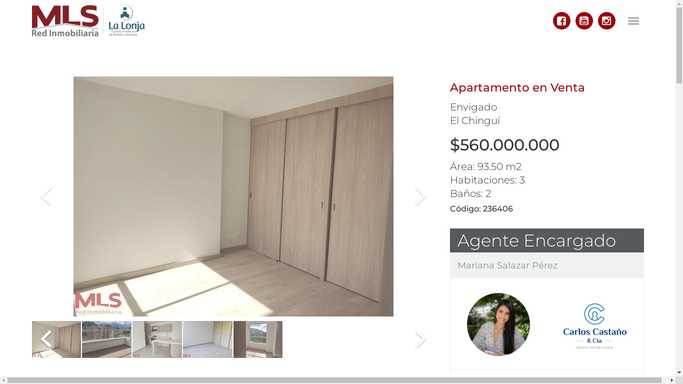 MLS
Red Inmobiliaria
La Lonja
Apartamento en Venta
Envigado
El Chinguí
$560.000.000
Área: 93.50 m2
Habitaciones: 3
Baños: 2
Código: 236406
Agente Encargado
Mariana Salazar Pérez
Carlos Castaño
& Cia.
MLS
Red Inmobiliaria